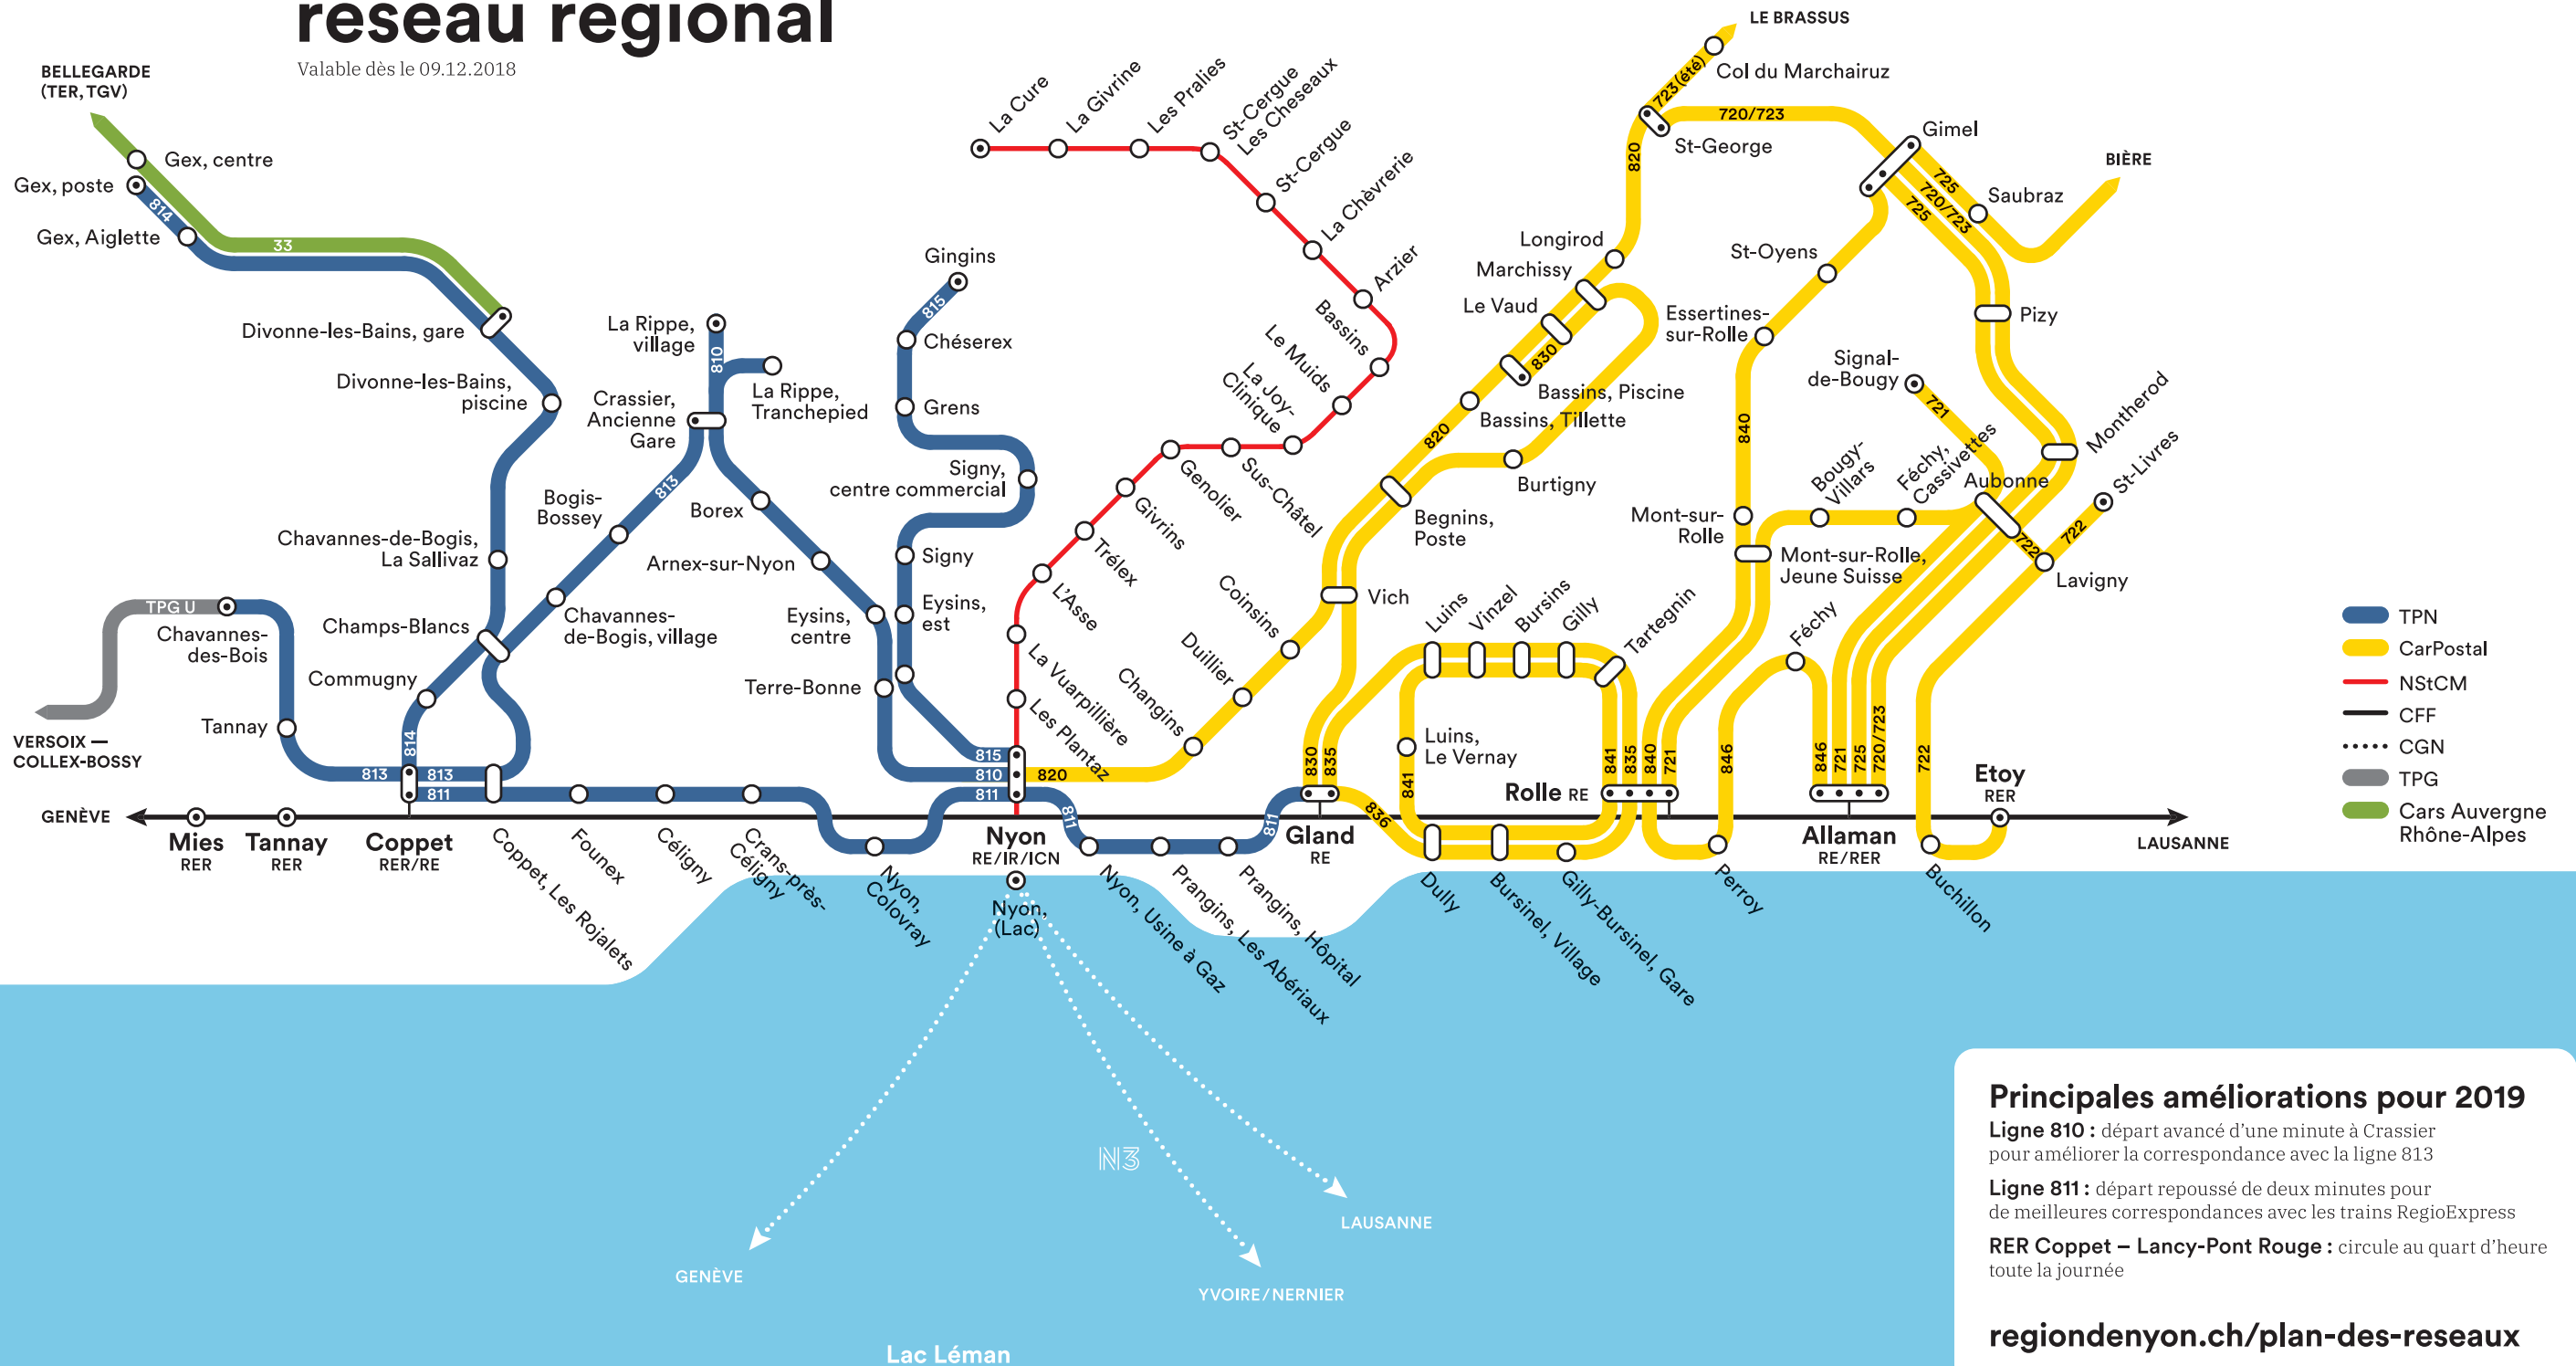 réseau régional
Valable dès le 09.12.2018
BELLEGARDE
(TER, TGV)
Gex, centre
Gex, poste
814
Gex, Aiglette
33
Divonne-les-Bains, gare
Divonne-les-Bains,
piscine
Chavannes-de-Bogis,
La Sallivaz
TPG U
Chavannes-
des-Bois
Champs-Blancs
Commugny
Tannay
VERSOIX —
COLLEX-BOSSY
La Rippe,
village
810
La Rippe,
Tranchepied
Crassier,
Ancienne
Gare
813
Bogis-
Bossey
Borex
Arnex-sur-Nyon
Chavannes-
de-Bogis, village
Eysins,
centre
Terre-Bonne
Gingins
815
Chéserex
Grens
Signy,
centre commercial
Signy
Eysins,
est
La Cure
La Givrine
Les Pralies
St-Cergue
Les Cheseaux
St-Cergue
La Chèvrerie
Arzier
Bassins
Le Muids
La Joy-
Clinique
Sus-Châtel
Genolier
Givrins
Trélex
L'Asse
La Vuarpillière
Les Plantaz
LE BRASSUS
723 (été)
Col du Marchairuz
720/723
St-George
Gimel
820
725
720/723
725
Saubraz
BIÈRE
Longirod
Marchissy
Le Vaud
830
Bassins, Piscine
Bassins, Tillette
820
Burtigny
Begnins,
Poste
Vich
Coinsins
Duillier
Changins
St-Oyens
Essertines-
sur-Rolle
Pizy
Signal-
de-Bougy
721
840
Montherod
St-Livres
Bougy-
Villars
Féchy,
Cassivettes
Aubonne
722
722
Lavigny
Mont-sur-
Rolle
Mont-sur-Rolle,
Jeune Suisse
Féchy
Luins
Vinzel
Bursins
Gilly
Tartegnin
Luins,
Le Vernay
841
814
813
813
811
815
810
811
820
811
811
830
835
836
841
835
840
721
846
846
721
725
720/723
722
Rolle RE
Etoy
RER
GENÈVE
Mies
RER
Tannay
RER
Coppet
RER/RE
Nyon
RE/IR/ICN
Gland
RE
Allaman
RE/RER
LAUSANNE
Coppet, Les Rojalets
Founex
Céligny
Crans-près-
Céligny
Nyon,
Colovray
Nyon,
(Lac)
Nyon, Usine à Gaz
Prangins, Les Abériaux
Prangins, Hôpital
Dully
Bursinel, Village
Gilly-Bursinel, Gare
Perroy
Buchillon
TPN
CarPostal
NStCM
CFF
CGN
TPG
Cars Auvergne
Rhône-Alpes
N3
GENÈVE
LAUSANNE
YVOIRE/NERNIER
Lac Léman
Principales améliorations pour 2019
Ligne 810 : départ avancé d'une minute à Crassier
pour améliorer la correspondance avec la ligne 813
Ligne 811 : départ repoussé de deux minutes pour
de meilleures correspondances avec les trains RegioExpress
RER Coppet – Lancy-Pont Rouge : circule au quart d'heure
toute la journée
regiondenyon.ch/plan-des-reseaux